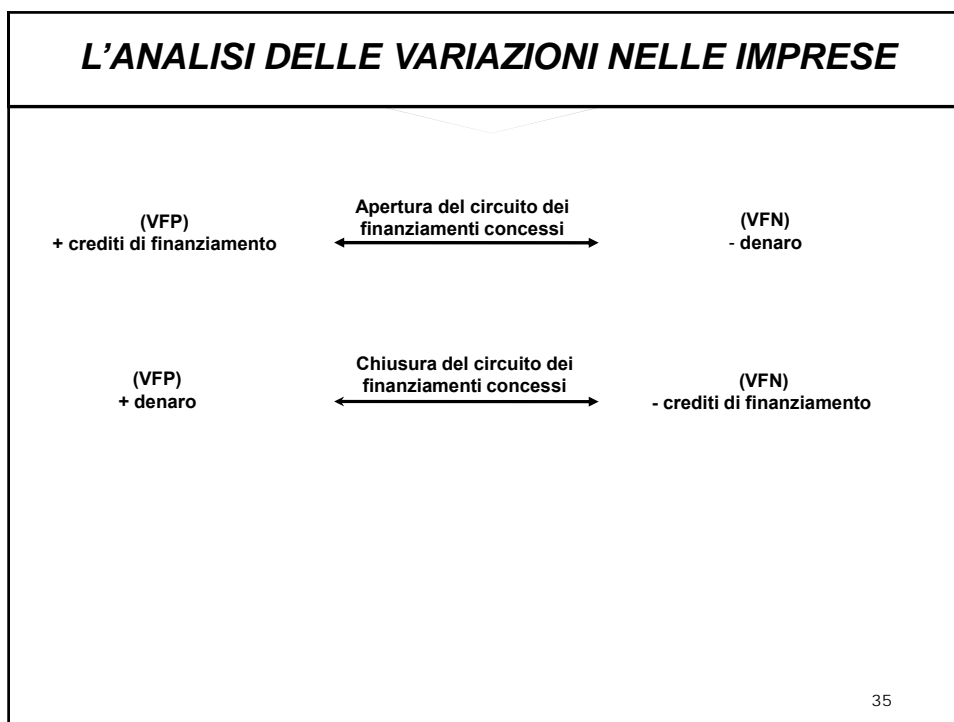 L'ANALISI DELLE VARIAZIONI NELLE IMPRESE
(VFP)
+ crediti di finanziamento
Apertura del circuito dei
finanziamenti concessi
(VFN)
- denaro
(VFP)
+ denaro
Chiusura del circuito dei
finanziamenti concessi
(VFN)
- crediti di finanziamento
35